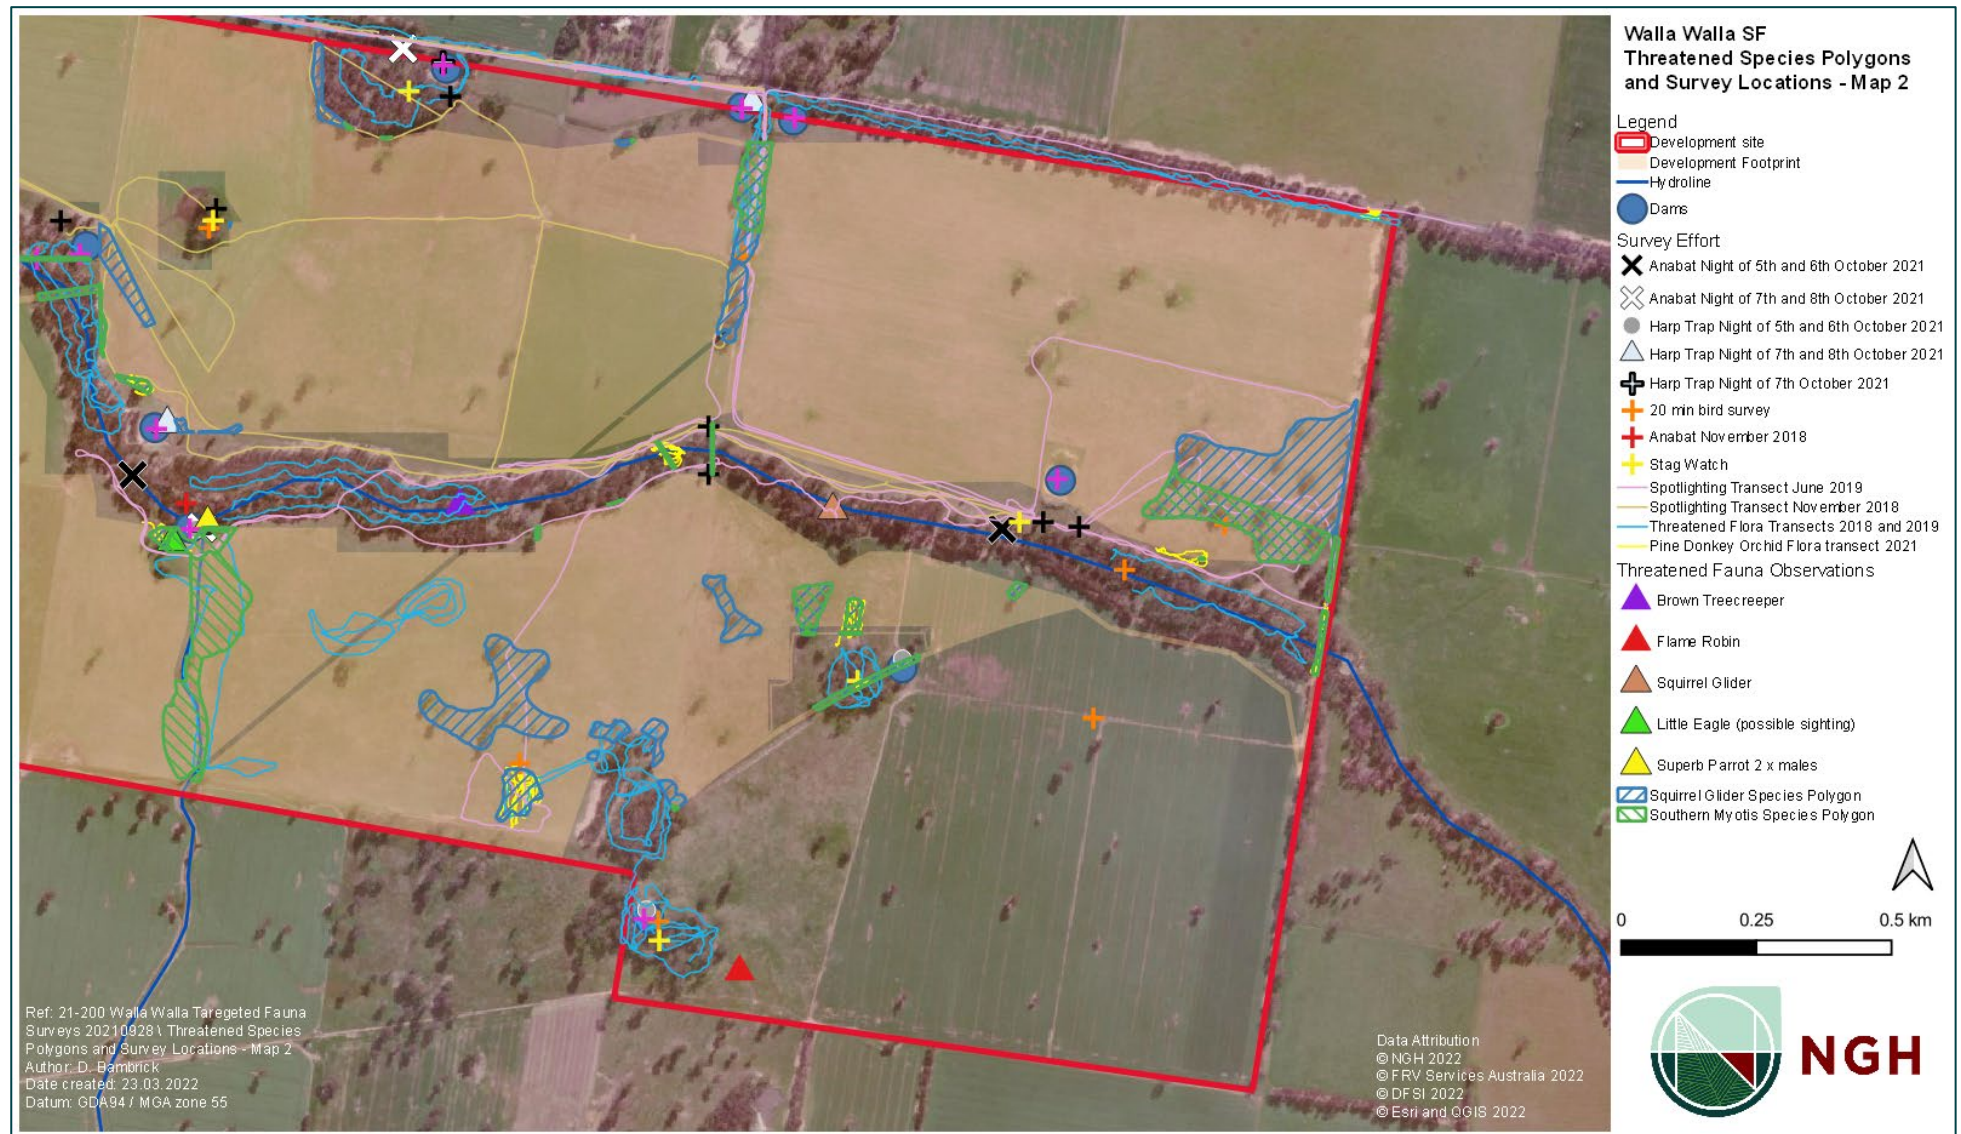 Walla Walla SF
Threatened Species Polygons
and Survey Locations - Map 2
Legend
Development site
Development Footprint
Hydroline
Dams
Survey Effort
Anabat Night of 5th and 6th October 2021
Anabat Night of 7th and 8th October 2021
Harp Trap Night of 5th and 6th October 2021
Harp Trap Night of 7th and 8th October 2021
Harp Trap Night of 7th October 2021
20 min bird survey
Anabat November 2018
Stag Watch
Spotlighting Transect June 2019
Spotlighting Transect November 2018
Threatened Flora Transects 2018 and 2019
Pine Donkey Orchid Flora transect 2021
Threatened Fauna Observations
Brown Treecreeper
Flame Robin
Squirrel Glider
Little Eagle (possible sighting)
Superb Parrot 2 x males
Squirrel Glider Species Polygon
Southern Myotis Species Polygon
0 0.25 0.5 km
NGH
Ref: 21-200 Walla Walla Taregeted Fauna
Surveys 20210928 \ Threatened Species
Polygons and Survey Locations - Map 2
Author: D. Bambrick
Date created: 23.03.2022
Datum: GDA94 / MGA zone 55
Data Attribution
© NGH 2022
© FRV Services Australia 2022
© DFSI 2022
© Esri and QGIS 2022